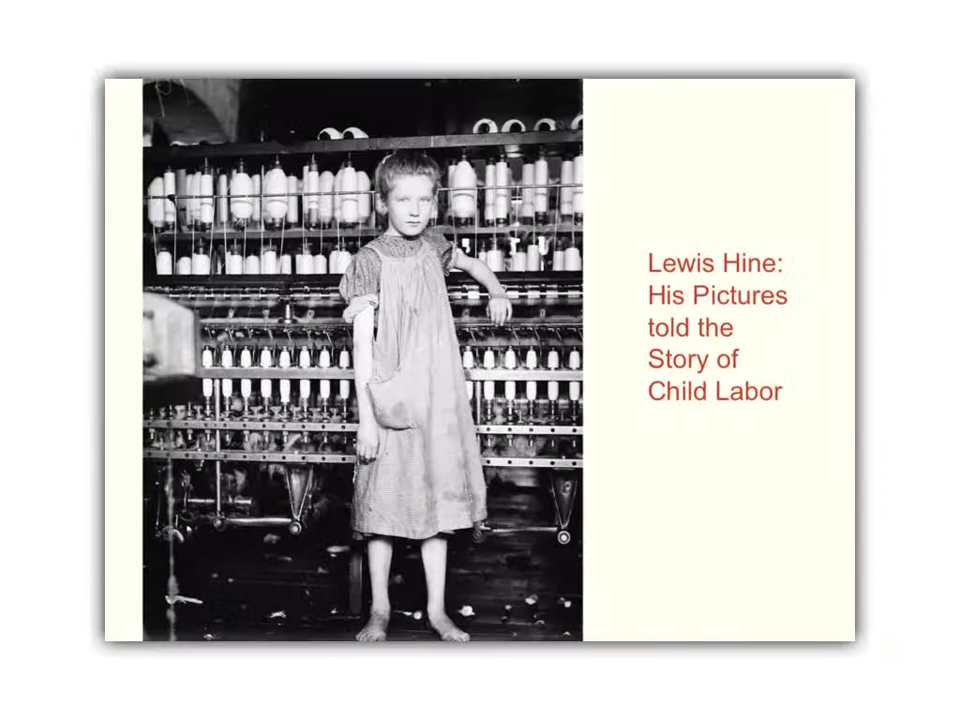 Lewis Hine:
His Pictures
told the
Story of
Child Labor